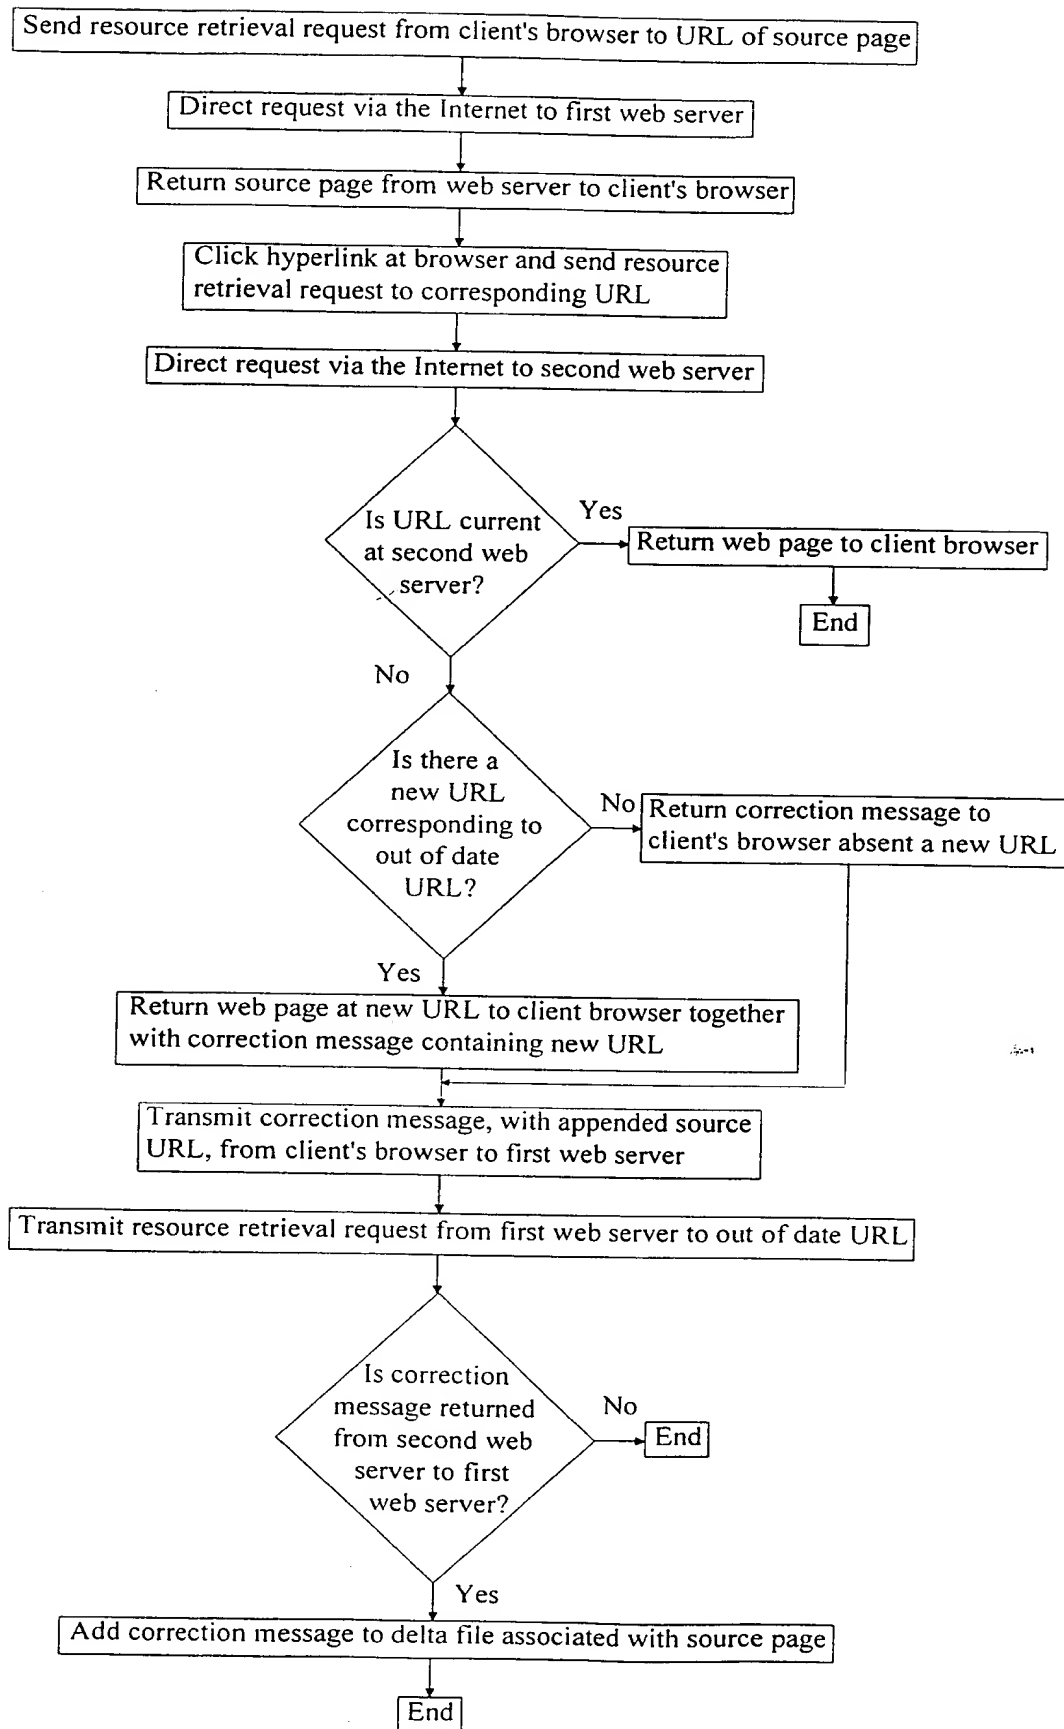 Send resource retrieval request from client's browser to URL of source page
Direct request via the Internet to first web server
Return source page from web server to client's browser
Click hyperlink at browser and send resource
retrieval request to corresponding URL
Direct request via the Internet to second web server
Is URL current
at second web
server?
Yes
Return web page to client browser
End
No
Is there a
new URL
corresponding to
out of date
URL?
No
Return correction message to
client's browser absent a new URL
Yes
Return web page at new URL to client browser together
with correction message containing new URL
Transmit correction message, with appended source
URL, from client's browser to first web server
Transmit resource retrieval request from first web server to out of date URL
Is correction
message returned
from second web
server to first
web server?
No
End
Yes
Add correction message to delta file associated with source page
End